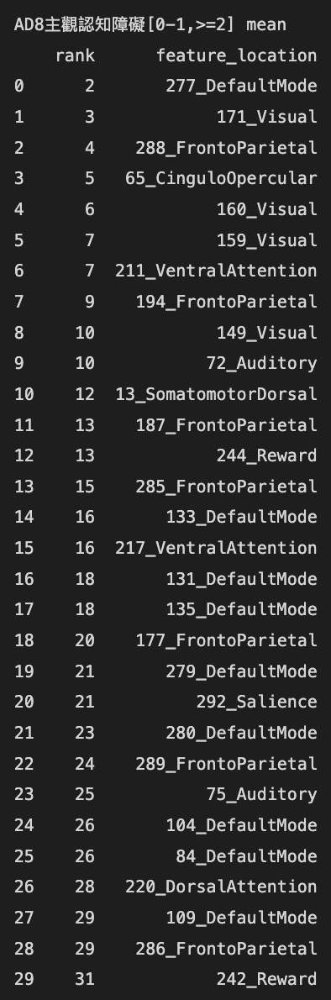 AD8主觀認知障礙[0-1,>=2] mean
rank feature_location
0 2 277_DefaultMode
1 3 171_Visual
2 4 288_FrontoParietal
3 5 65_CinguloOpercular
4 6 160_Visual
5 7 159_Visual
6 7 211_VentralAttention
7 9 194_FrontoParietal
8 10 149_Visual
9 10 72_Auditory
10 12 13_SomatomotorDorsal
11 13 187_FrontoParietal
12 13 244_Reward
13 15 285_FrontoParietal
14 16 133_DefaultMode
15 16 217_VentralAttention
16 18 131_DefaultMode
17 18 135_DefaultMode
18 20 177_FrontoParietal
19 21 279_DefaultMode
20 21 292_Salience
21 23 280_DefaultMode
22 24 289_FrontoParietal
23 25 75_Auditory
24 26 104_DefaultMode
25 26 84_DefaultMode
26 28 220_DorsalAttention
27 29 109_DefaultMode
28 29 286_FrontoParietal
29 31 242_Reward